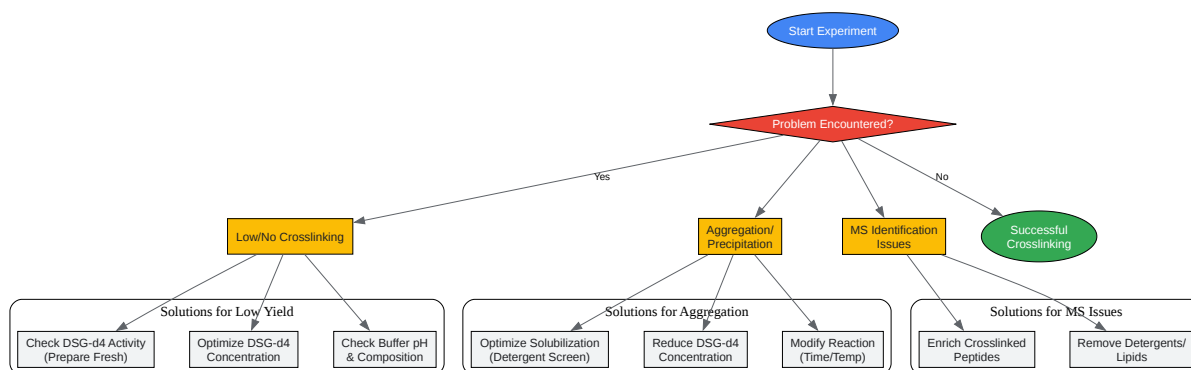 Start Experiment
Problem Encountered?
Yes
No
Low/No Crosslinking
Aggregation/
Precipitation
MS Identification
Issues
Successful
Crosslinking
Solutions for Low Yield
Check DSG-d4 Activity
(Prepare Fresh)
Optimize DSG-d4
Concentration
Check Buffer pH
& Composition
Solutions for Aggregation
Optimize Solubilization
(Detergent Screen)
Reduce DSG-d4
Concentration
Modify Reaction
(Time/Temp)
Solutions for MS Issues
Enrich Crosslinked
Peptides
Remove Detergents/
Lipids